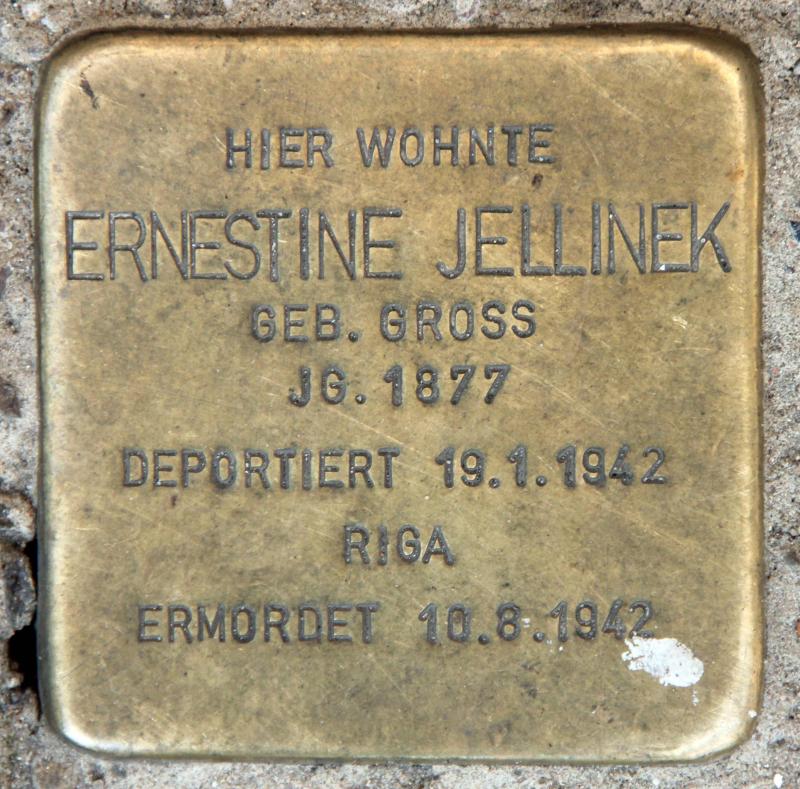 HIER WOHNTE
ERNESTINE JELLINEK
GEB. GROSS
JG. 1877
DEPORTIERT 19.1.1942
RIGA
ERMORDET 10.8.1942